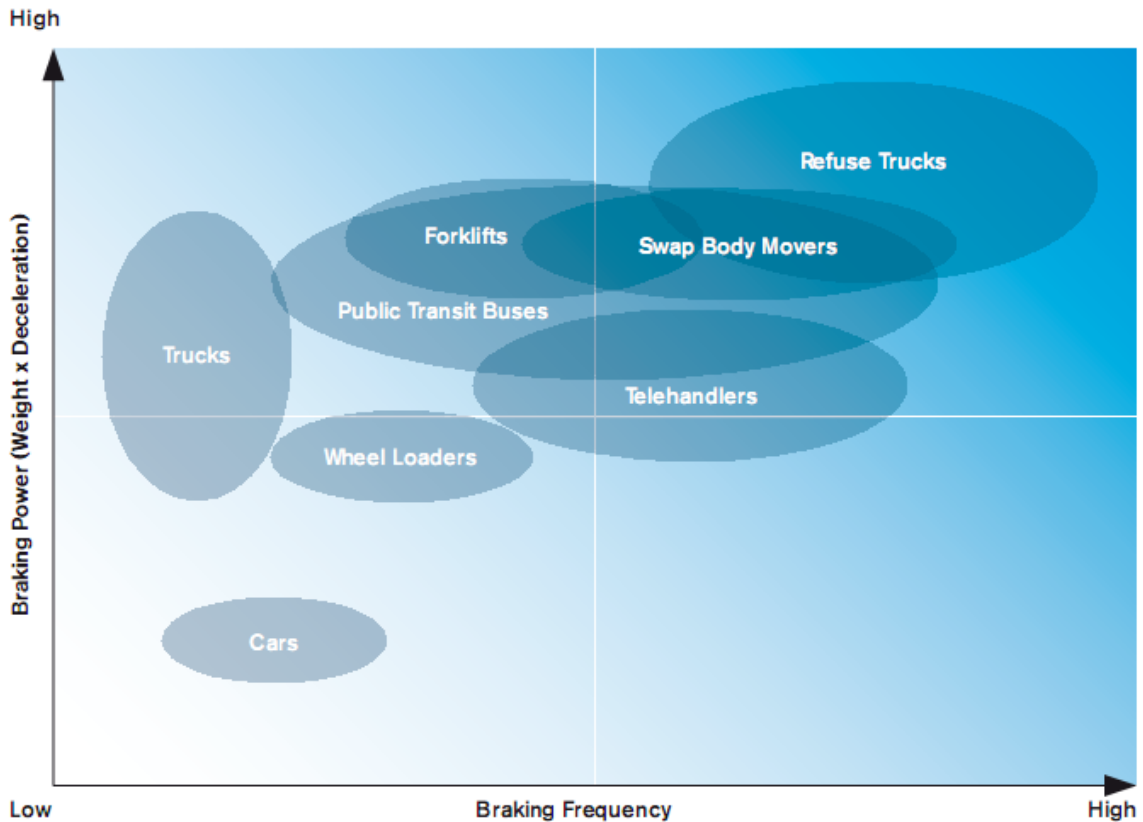 High
Braking Power (Weight x Deceleration)
Refuse Trucks
Forklifts
Swap Body Movers
Public Transit Buses
Trucks
Telehandlers
Wheel Loaders
Cars
Low
Braking Frequency
High